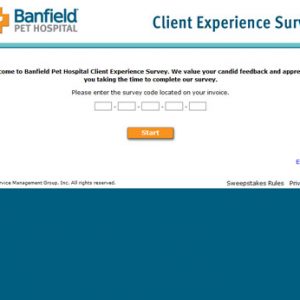 Banfield®
PET HOSPITAL
Client Experience Surv
come to Banfield Pet Hospital Client Experience Survey. We value your candid feedback and appre
you taking the time to complete our survey.
Please enter the survey code located on your invoice.
- - - - -
Start
E
ervice Management Group, Inc. All rights reserved.
Sweepstakes Rules Priv